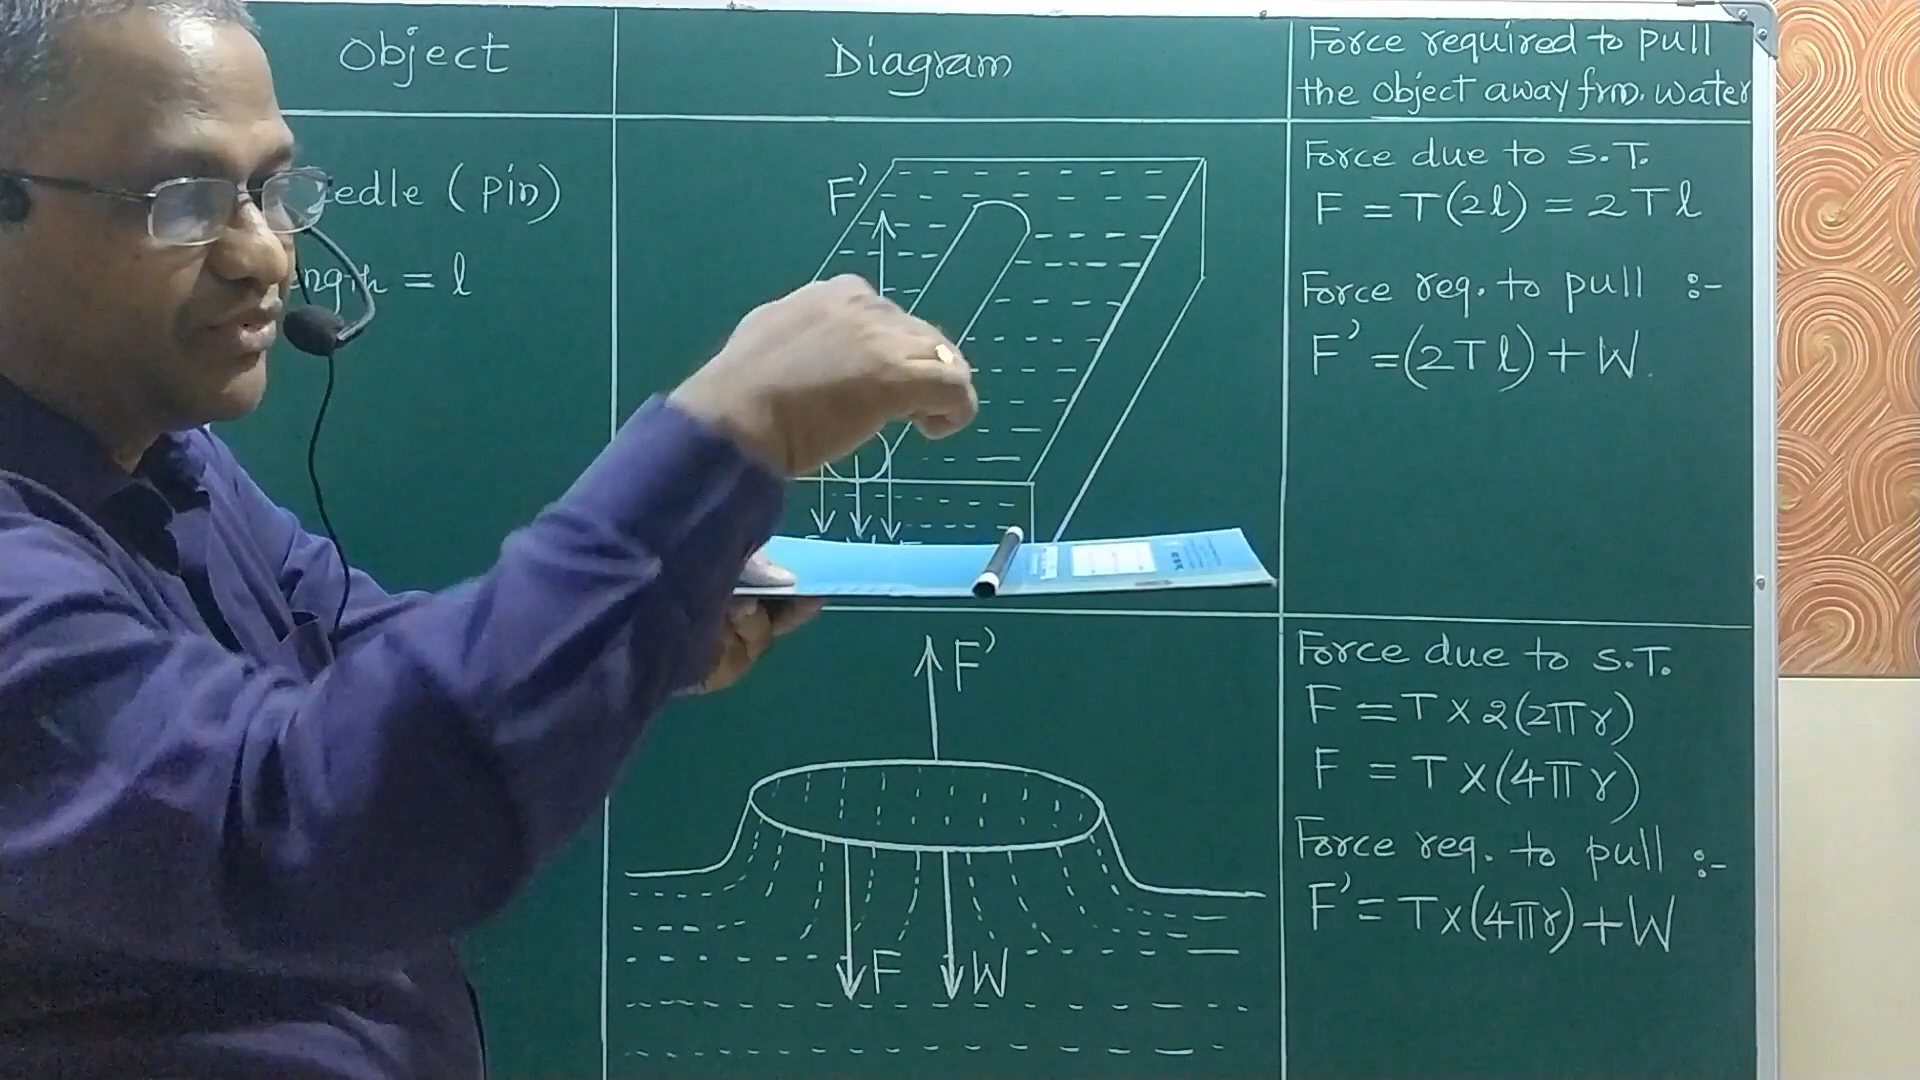 Object
Diagram
Force required to pull
the object away frm. water
edle (pin)
ngth = l
F'
Force due to S.T.
F = T(2l) = 2Tl
Force req. to pull :-
F' = (2Tl) + W
F'
F
W
Force due to S.T.
F = T x 2(2πr)
F = T x (4πr)
Force req. to pull :-
F' = T x (4πr) + W